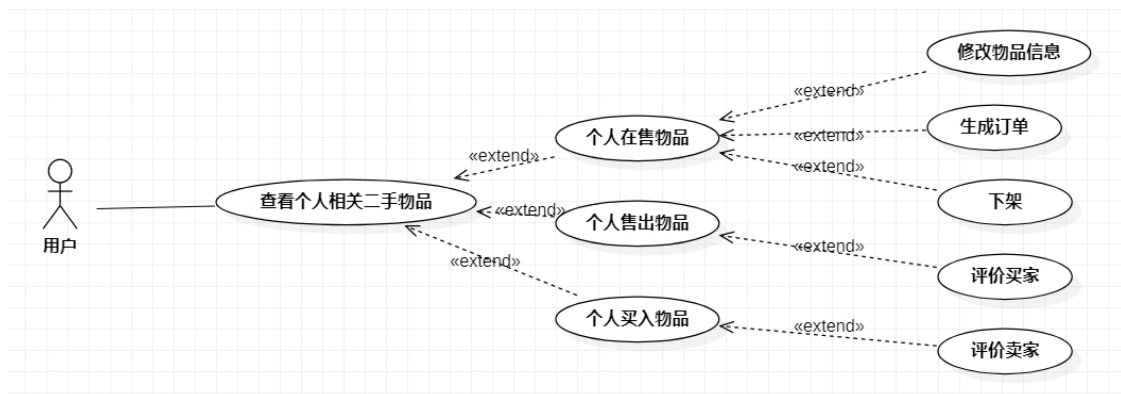 修改物品信息
«extend»
个人在售物品
«extend»
生成订单
«extend»
«extend»
查看个人相关二手物品
下架
«extend»
个人售出物品
用户
«extend»
«extend»
评价买家
个人买入物品
«extend»
评价卖家